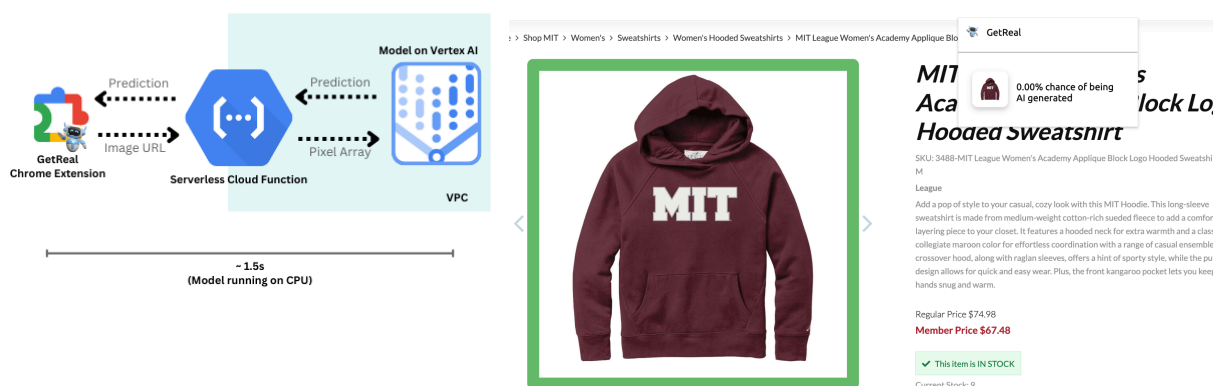 Model on Vertex AI
Prediction
Prediction
Image URL
Pixel Array
GetReal
Chrome Extension
Serverless Cloud Function
VPC
~ 1.5s
(Model running on CPU)
> Shop MIT > Women's > Sweatshirts > Women's Hooded Sweatshirts > MIT League Women's Academy Applique Blo
GetReal
0.00% chance of being
AI generated
MIT
MIT
Hooded Sweatshirt
SKU: 3488-MIT League Women's Academy Applique Block Logo Hooded Sweatshi
M
League
Add a pop of style to your casual, cozy look with this MIT Hoodie. This long-sleeve
sweatshirt is made from medium-weight cotton-rich sueded fleece to add a comfor
layering piece to your closet. It features a hooded neck for extra warmth and a clas
collegiate maroon color for effortless coordination with a range of casual ensemble
crossover hood, along with raglan sleeves, offers a hint of sporty style, while the pu
design allows for quick and easy wear. Plus, the front kangaroo pocket lets you keep
hands snug and warm.
Regular Price $74.98
Member Price $67.48
This item is IN STOCK
Current Stock: 9